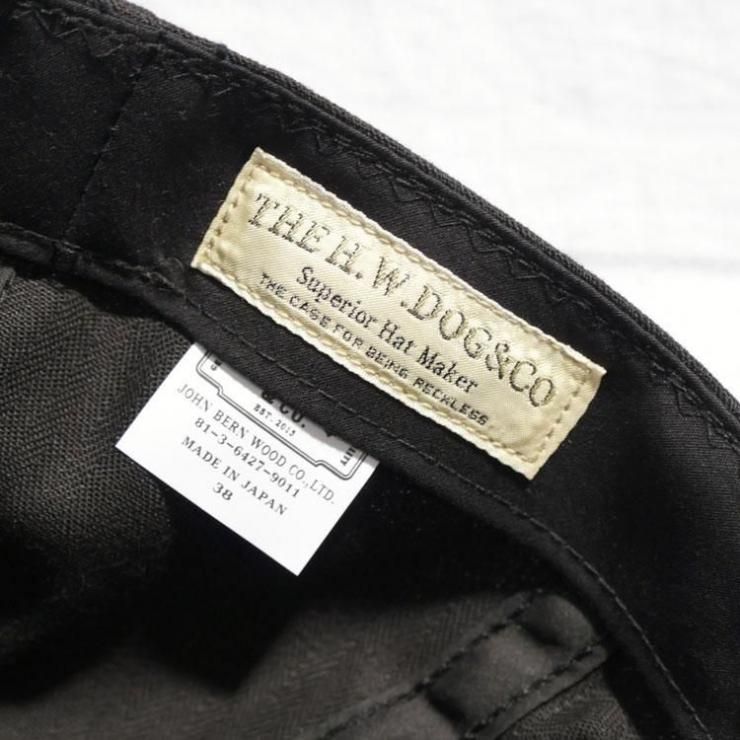 THE H.W.DOG&CO
Superior Hat Maker
THE CASE FOR BEING RECKLESS
& CO.
EST. 2013
JOHN BERN WOOD CO.,LTD.
81-3-6427-9011
MADE IN JAPAN
38